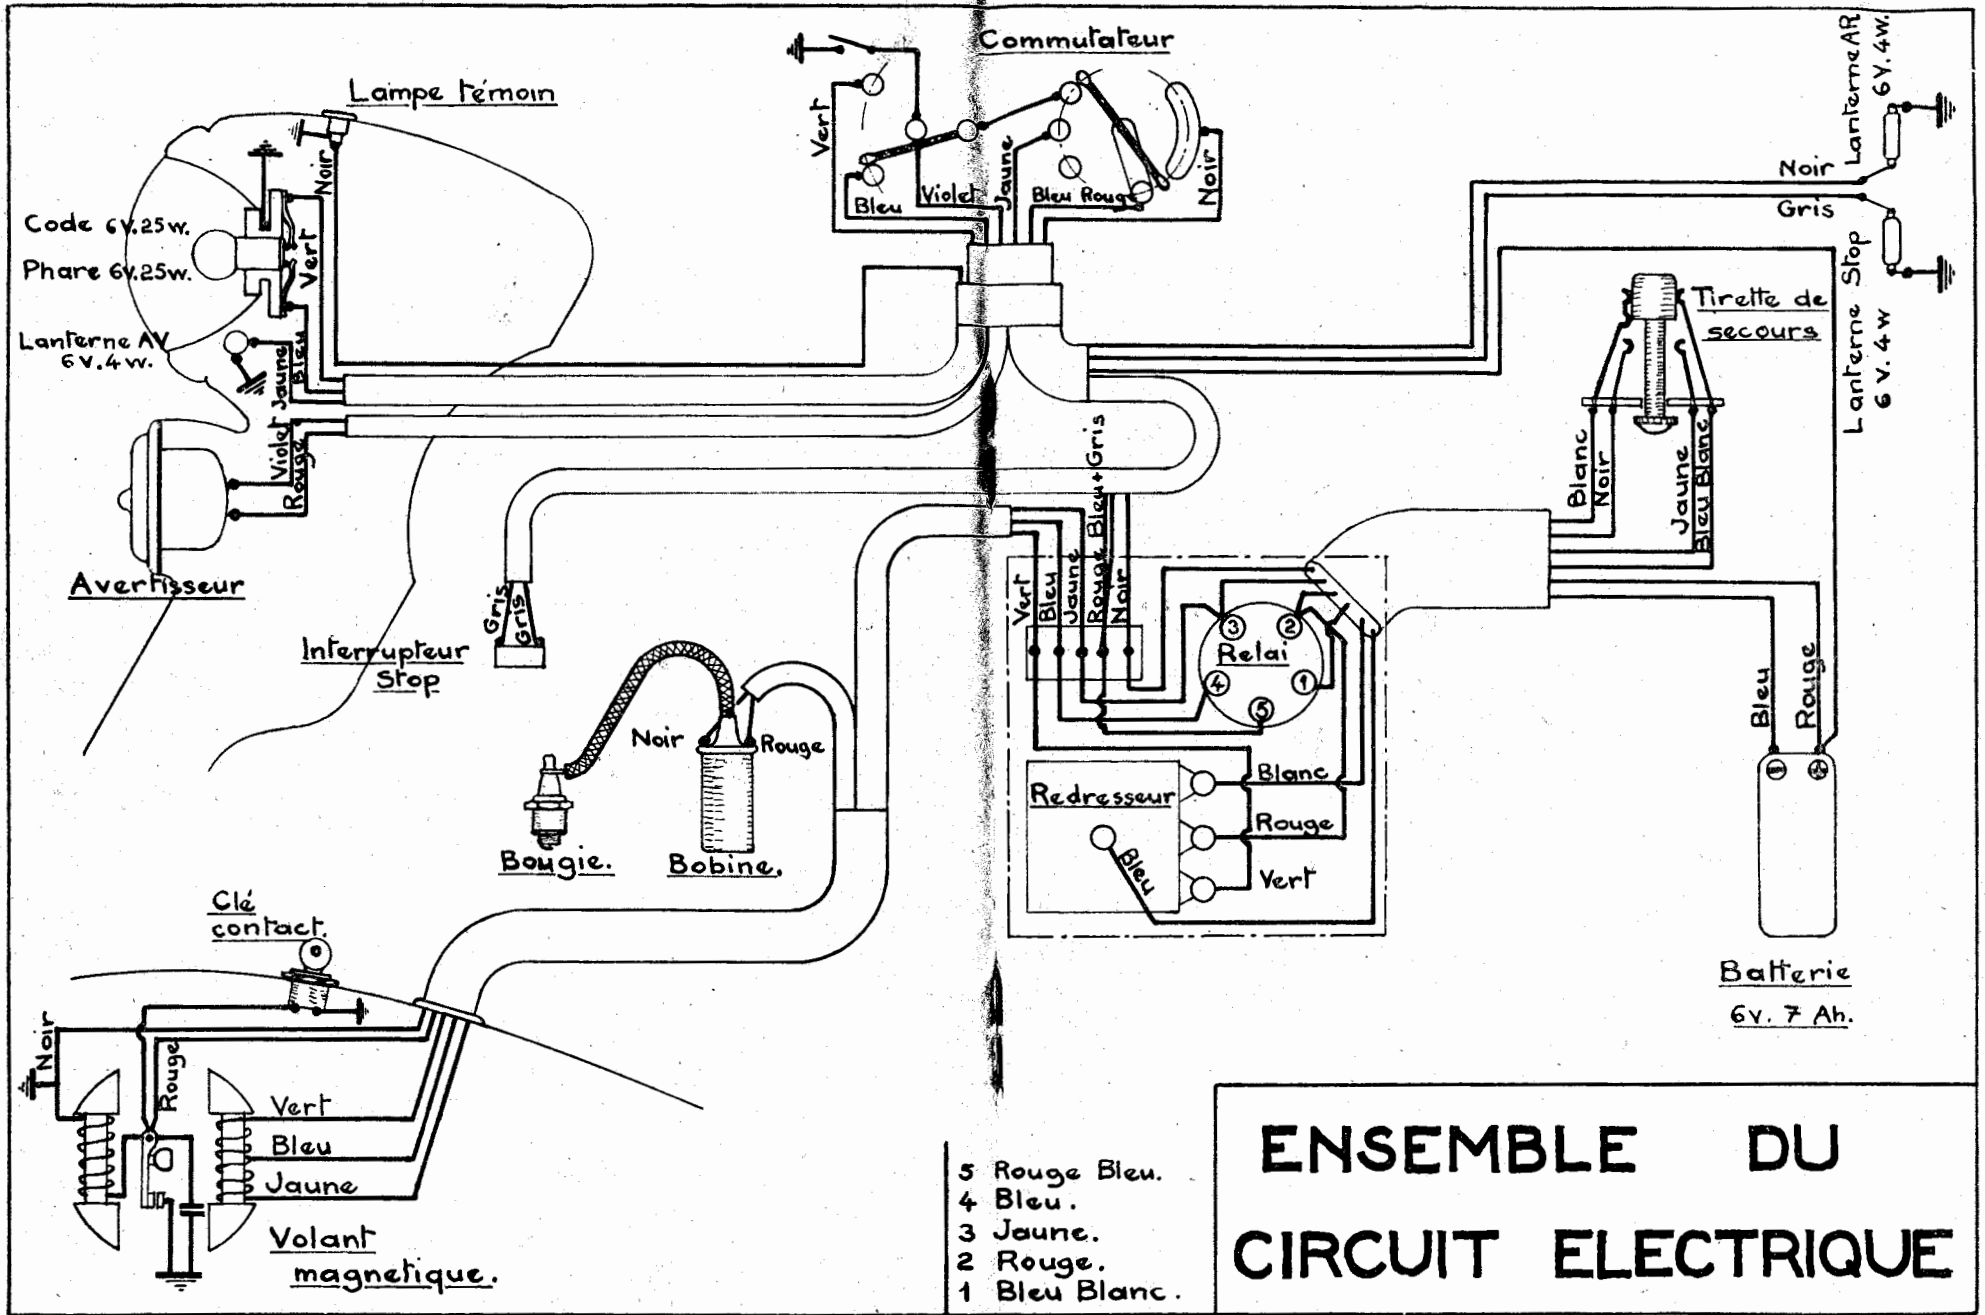 Commutateur
Vert
Bleu
Violet
Jaune
Bleu Rouge
Noir
Lampe témoin
Noir
Code 6V.25w.
Phare 6V.25w.
Vert
Lanterne AV
6V.4w.
Jaune
Bleu
Violet
Rouge
Avertisseur
Lanterne AR
6V.4W.
Noir
Gris
Lanterne Stop
6V.4W
Tirette de
secours
Blanc
Noir
Jaune
Bleu Blanc
Gris
Gris
Interrupteur
Stop
Vert
Bleu
Jaune
Rouge Bleu + Gris
Noir
3
2
Relai
4
1
5
Noir
Rouge
Bougie.
Bobine.
Redresseur
Blanc
Rouge
Bleu
Vert
Bleu
Rouge
Batterie
6v. 7 Ah.
Clé
contact.
Noir
Rouge
Vert
Bleu
Jaune
Volant
magnetique.
5 Rouge Bleu.
4 Bleu.
3 Jaune.
2 Rouge.
1 Bleu Blanc.
ENSEMBLE DU
CIRCUIT ELECTRIQUE